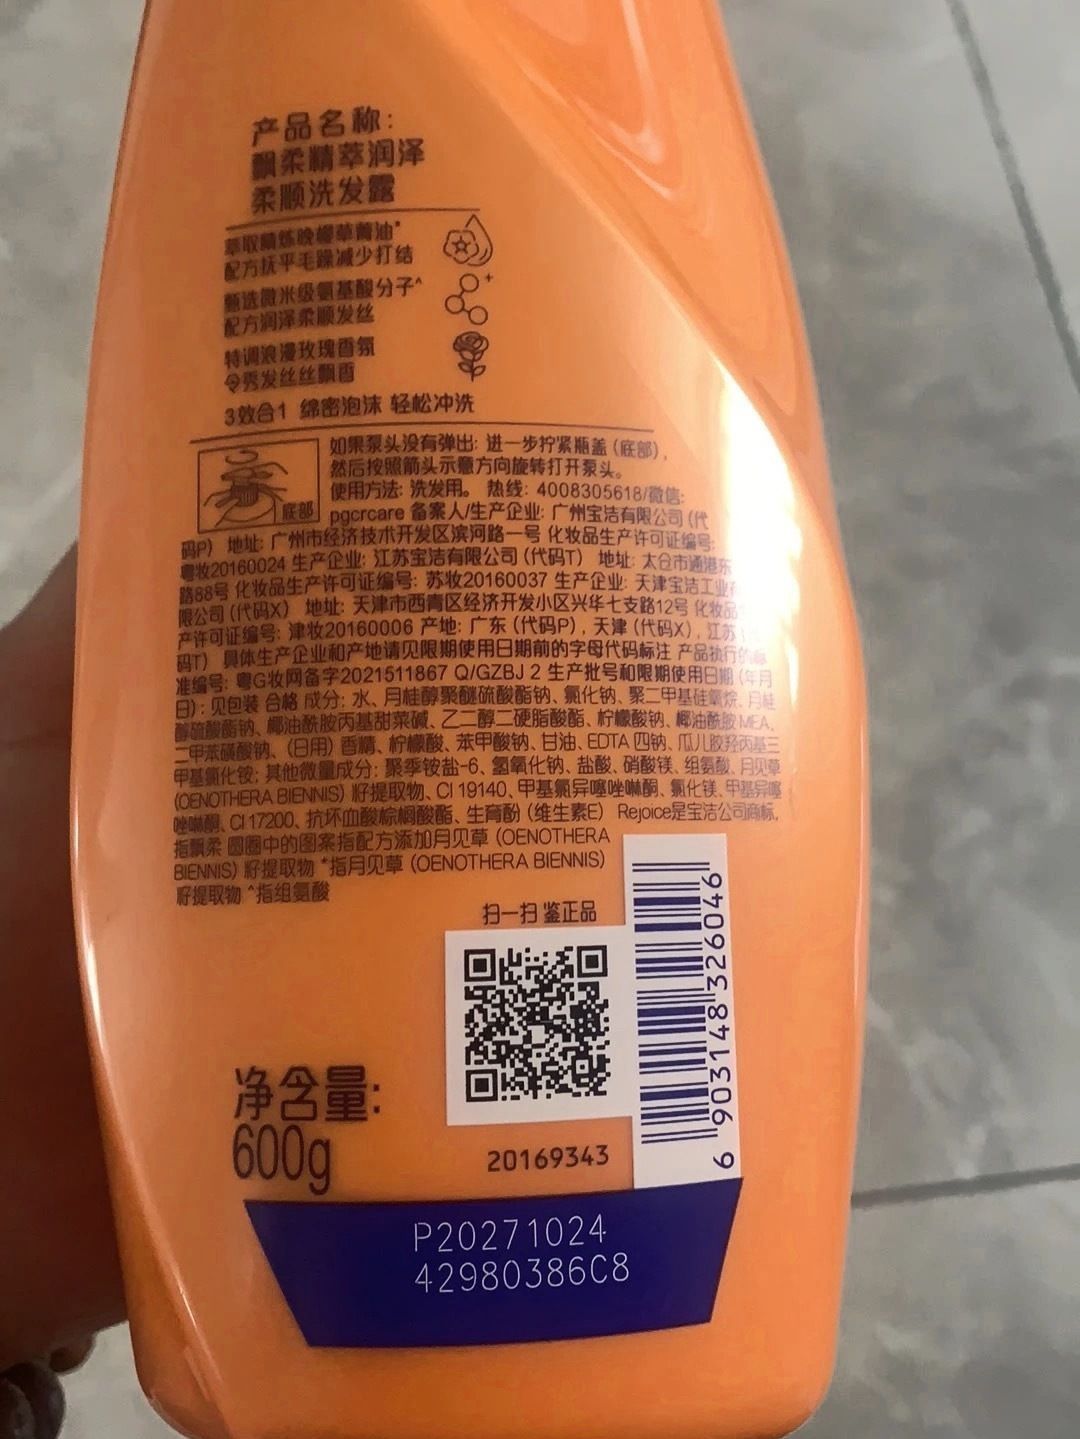 产品名称:
飘柔精萃润泽
柔顺洗发露
萃取精炼晚樱草菁油*
配方抚平毛躁减少打结
甄选微米级氨基酸分子^
配方润泽柔顺发丝
特调浪漫玫瑰香氛
令秀发丝丝飘香
3效合1 绵密泡沫 轻松冲洗
如果泵头没有弹出: 进一步拧紧瓶盖 (底部),
然后按照箭头示意方向旋转打开泵头。
使用方法: 洗发用。 热线: 4008305618/微信:
底部
pgcrcare 备案人/生产企业: 广州宝洁有限公司 (代
码P) 地址: 广州市经济技术开发区滨河路一号 化妆品生产许可证编号:
粤妆20160024 生产企业: 江苏宝洁有限公司 (代码T) 地址: 太仓市通港东
路88号 化妆品生产许可证编号: 苏妆20160037 生产企业: 天津宝洁工业有
限公司 (代码X) 地址: 天津市西青区经济开发小区兴华七支路12号 化妆品生
产许可证编号: 津妆20160006 产地: 广东 (代码P) , 天津 (代码X) , 江苏 (代
码T) 具体生产企业和产地请见限期使用日期前的字母代码标注 产品执行的标
准编号: 粤G妆网备字2021511867 Q/GZBJ 2 生产批号和限期使用日期 (年月
日) : 见包装 合格 成分: 水、月桂醇聚醚硫酸酯钠、氯化钠、聚二甲基硅氧烷、月桂
醇硫酸酯钠、椰油酰胺丙基甜菜碱、乙二醇二硬脂酸酯、柠檬酸钠、椰油酰胺MEA、
二甲苯磺酸钠、(日用) 香精、柠檬酸、苯甲酸钠、甘油、EDTA 四钠、瓜儿胶羟丙基三
甲基氯化铵; 其他微量成分: 聚季铵盐-6、氢氧化钠、盐酸、硝酸镁、组氨酸、月见草
(OENOTHERA BIENNIS) 籽提取物、CI 19140、甲基氯异噻唑啉酮、氯化镁、甲基异噻
唑啉酮、CI 17200、抗坏血酸棕榈酸酯、生育酚 (维生素E) Rejoice是宝洁公司商标,
指飘柔 圆圈中的图案指配方添加月见草 (OENOTHERA
BIENNIS) 籽提取物 *指月见草 (OENOTHERA BIENNIS)
籽提取物 ^指组氨酸
扫一扫 鉴正品
6 903148 326046
净含量:
600g
20169343
P20271024
42980386C8